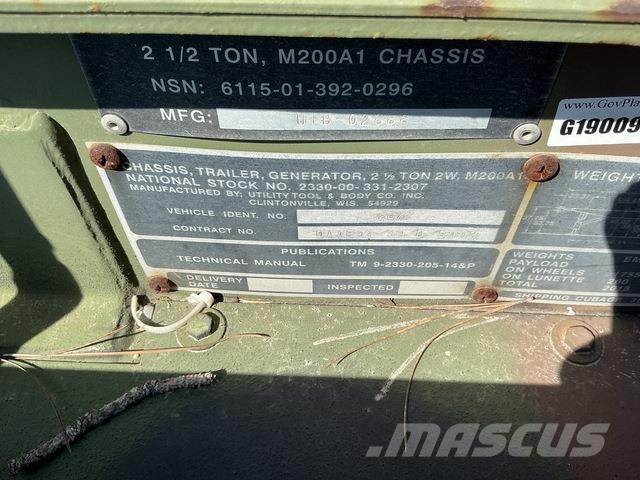 2 1/2 TON, M200A1 CHASSIS
NSN: 6115-01-392-0296
MFG:
www.GovPla
G19009
CHASSIS, TRAILER, GENERATOR, 2 ½ TON 2W, M200A1
NATIONAL STOCK NO. 2330-00-331-2307
MANUFACTURED BY: UTILITY TOOL & BODY CO. INC.
CLINTONVILLE, WIS. 54929
VEHICLE IDENT. NO.
CONTRACT NO.
PUBLICATIONS
TECHNICAL MANUAL TM 9-2330-205-14&P
DELIVERY DATE INSPECTED
WEIGHT
WEIGHTS
PAYLOAD
ON WHEELS
ON LUNETTE
TOTAL
SHIPPING CUBAG
MASCUS